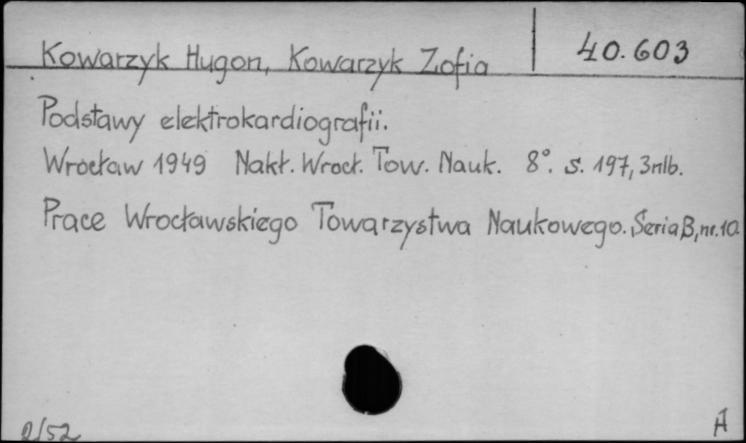 Kowarzyk Hugon, Kowarzyk Zofia
40.603
Podstawy elektrokardiografii.
Wrocław 1949 Nakł. Wrocł. Tow. Nauk. 8°. s. 197, 3nlb.
Prace Wrocławskiego Towarzystwa Naukowego. Seria B, nr. 10
/52